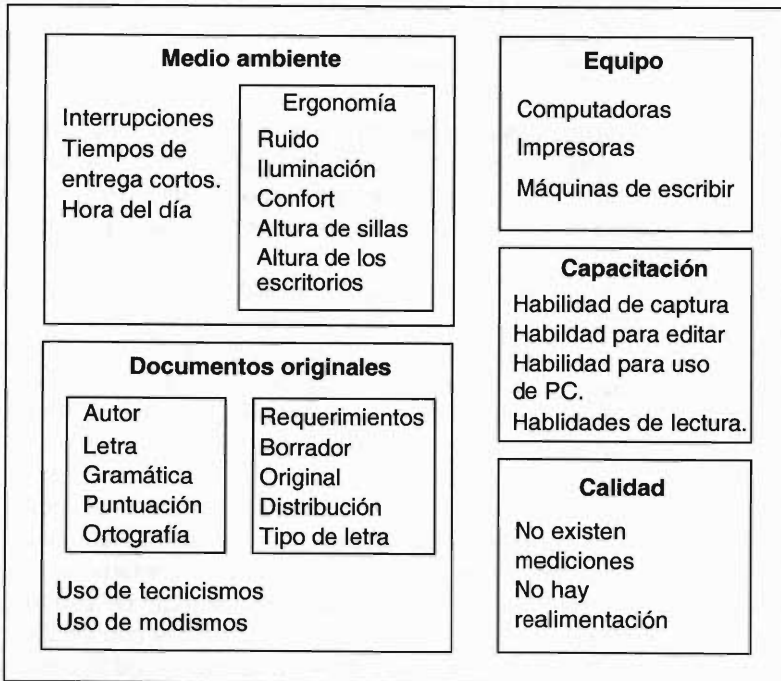 Medio ambiente
Interrupciones
Tiempos de
entrega cortos.
Hora del día
Ergonomía
Ruido
Iluminación
Confort
Altura de sillas
Altura de los
escritorios
Equipo
Computadoras
Impresoras
Máquinas de escribir
Capacitación
Habilidad de captura
Habildad para editar
Habilidad para uso
de PC.
Hablidades de lectura.
Documentos originales
Autor
Letra
Gramática
Puntuación
Ortografía
Requerimientos
Borrador
Original
Distribución
Tipo de letra
Uso de tecnicismos
Uso de modismos
Calidad
No existen
mediciones
No hay
realimentación